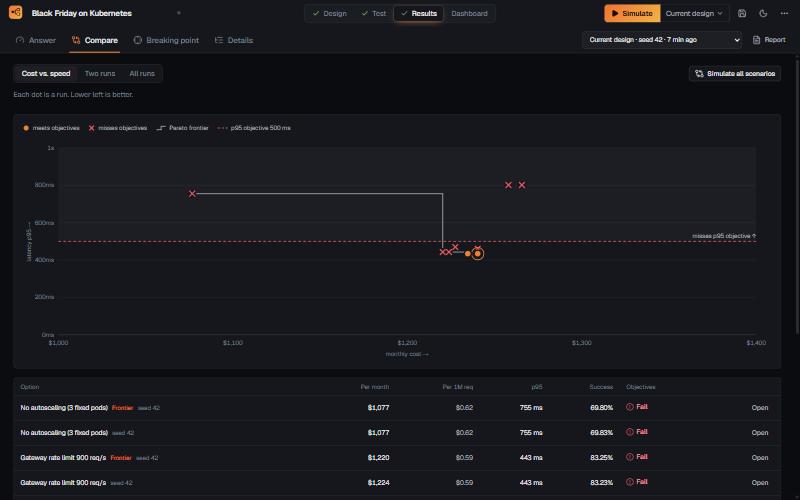 Black Friday on Kubernetes
Design
Test
Results
Dashboard
Simulate
Current design
Answer
Compare
Breaking point
Details
Current design · seed 42 · 7 min ago
Report
Cost vs. speed
Two runs
All runs
Simulate all scenarios
Each dot is a run. Lower left is better.
meets objectives
misses objectives
Pareto frontier
p95 objective 500 ms
1s
800ms
600ms
400ms
200ms
0ms
latency p95 →
misses p95 objective ↑
$1,000
$1,100
$1,200
$1,300
$1,400
monthly cost →
Option Per month Per 1M req p95 Success Objectives
No autoscaling (3 fixed pods) Frontier seed 42 $1,077 $0.62 755 ms 69.80% Fail Open
No autoscaling (3 fixed pods) seed 42 $1,077 $0.62 755 ms 69.83% Fail Open
Gateway rate limit 900 req/s Frontier seed 42 $1,220 $0.59 443 ms 83.25% Fail Open
Gateway rate limit 900 req/s seed 42 $1,224 $0.59 443 ms 83.23% Fail Open